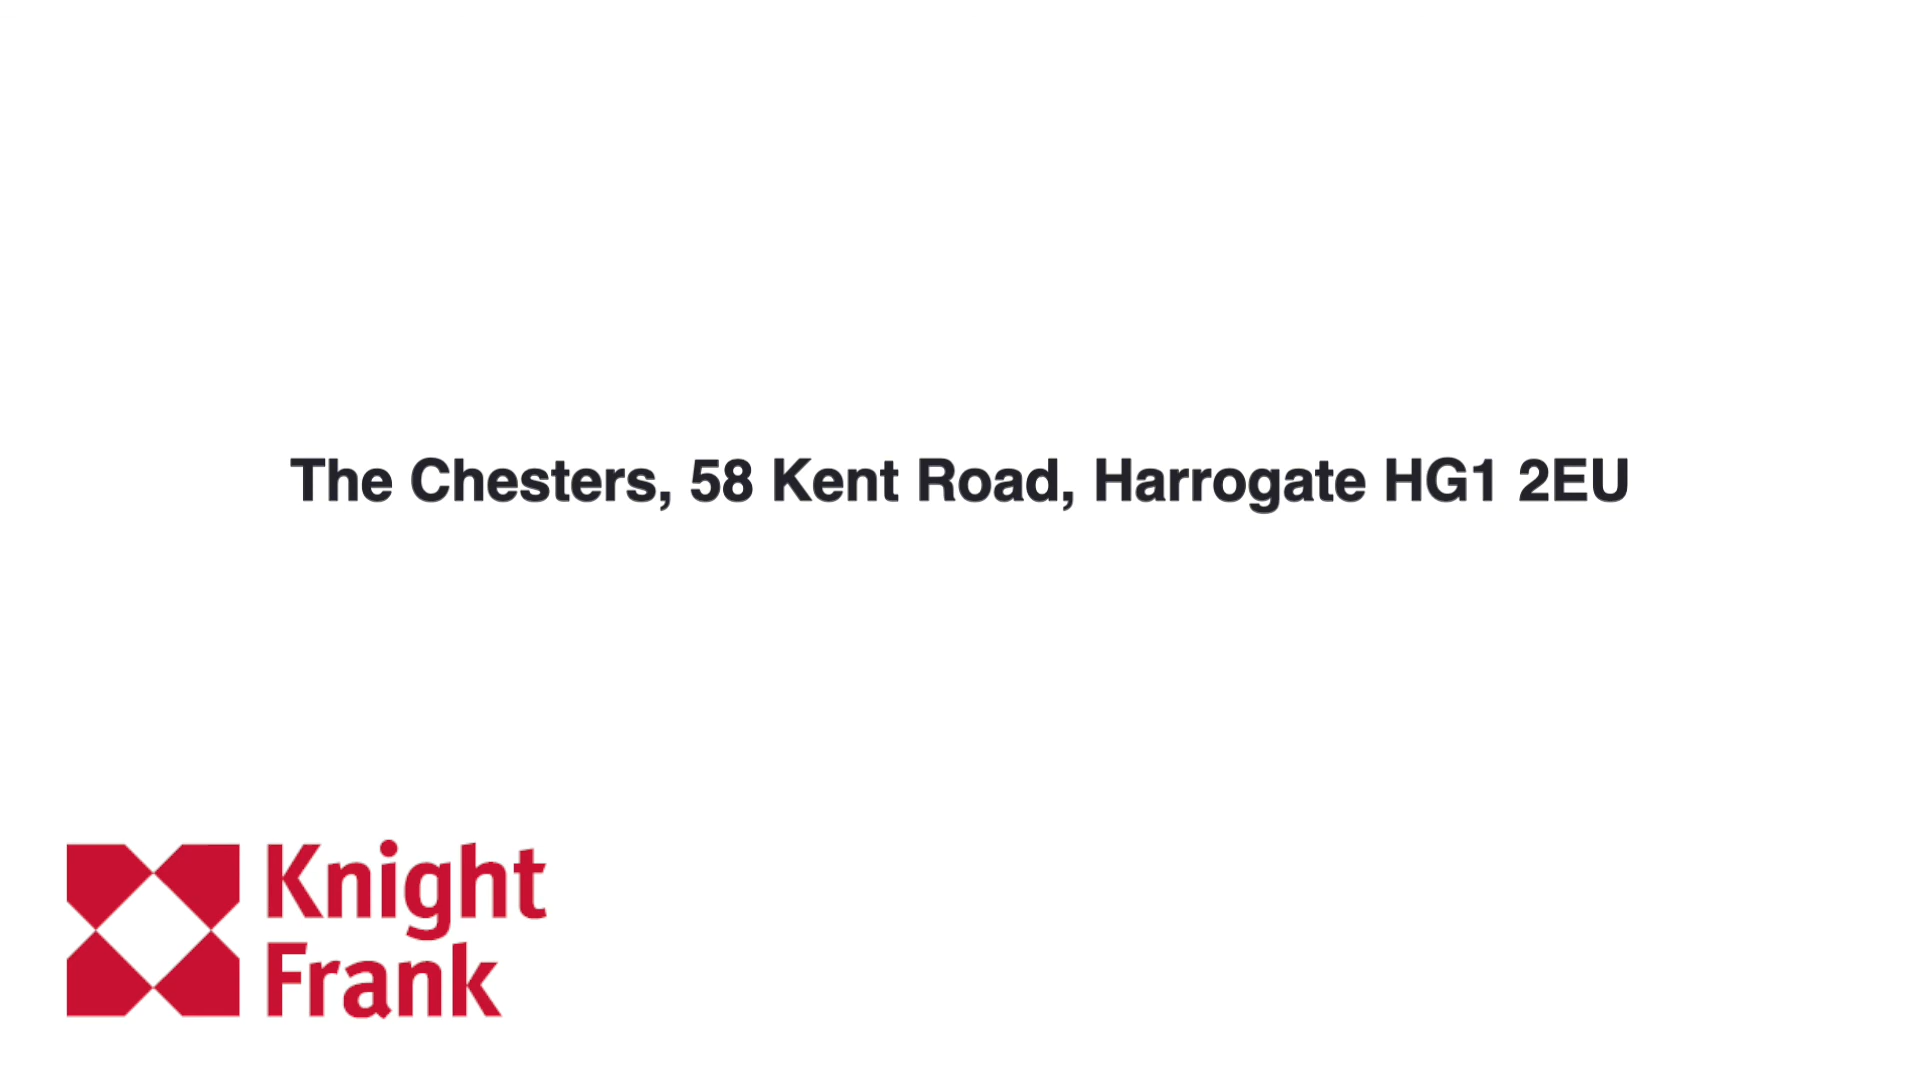 The Chesters, 58 Kent Road, Harrogate HG1 2EU
Knight
Frank